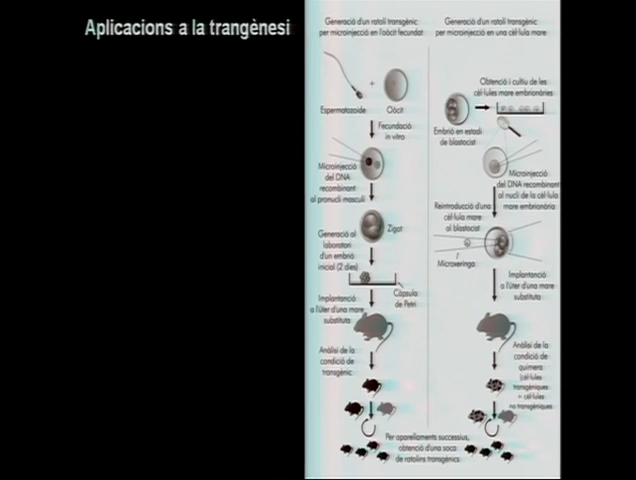 Aplicacions a la trangènesi
Generació d'un ratolí transgènic
per microinjecció en l'oòcit fecundat
Espermatozoide
+
Oòcit
Fecundació
in vitro
Microinjecció
del DNA
recombinant
al pronucli masculí
Zigot
Generació al
laboratori
d'un embrió
inicial (2 dies)
Càpsula
de Petri
Implantanció
a l'úter d'una mare
substituta
Anàlisi de la
condició de
transgènic
Generació d'un ratolí transgènic
per microinjecció en una cèl·lula mare
Obtenció i cultiu de les
cèl·lules mare embrionàries
Embrió en estadi
de blastocist
Microinjecció
del DNA recombinant
al nucli de la cèl·lula
mare embrionària
Reintroducció d'una
cèl·lula mare
al blastocist
Microxeringa
Implantanció
a l'úter d'una mare
substituta
Anàlisi de la
condició de
quimera
(cèl·lules
transgèniques
+ cèl·lules
no transgèniques
Per aparellaments successius,
obtenció d'una soca
de ratolins transgènics